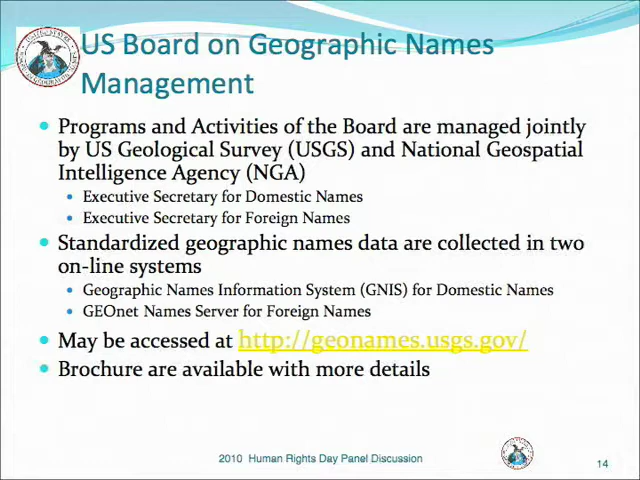 US Board on Geographic Names
Management
Programs and Activities of the Board are managed jointly
by US Geological Survey (USGS) and National Geospatial
Intelligence Agency (NGA)
Executive Secretary for Domestic Names
Executive Secretary for Foreign Names
Standardized geographic names data are collected in two
on-line systems
Geographic Names Information System (GNIS) for Domestic Names
GEOnet Names Server for Foreign Names
May be accessed at http://geonames.usgs.gov/
Brochure are available with more details
2010 Human Rights Day Panel Discussion
14